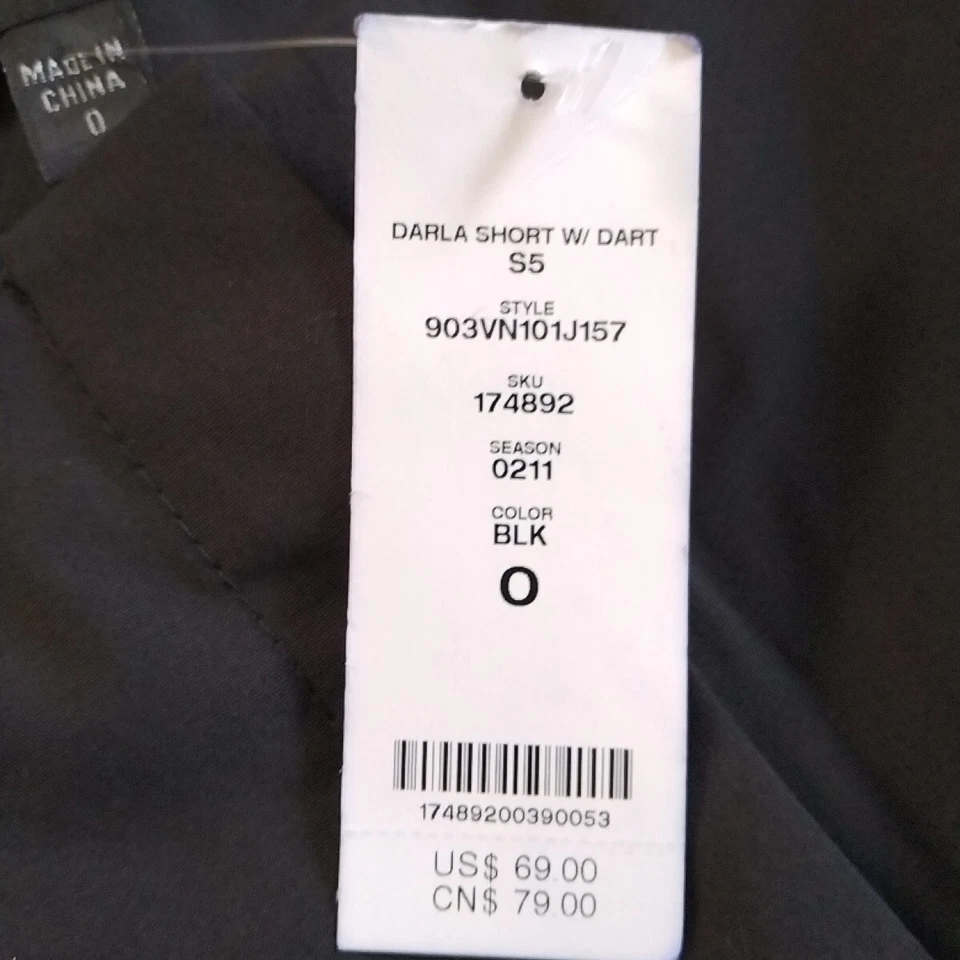 MADE IN
CHINA
0
DARLA SHORT W/ DART
S5
STYLE
903VN101J157
SKU
174892
SEASON
0211
COLOR
BLK
0
17489200390053
US$ 69.00
CN$ 79.00